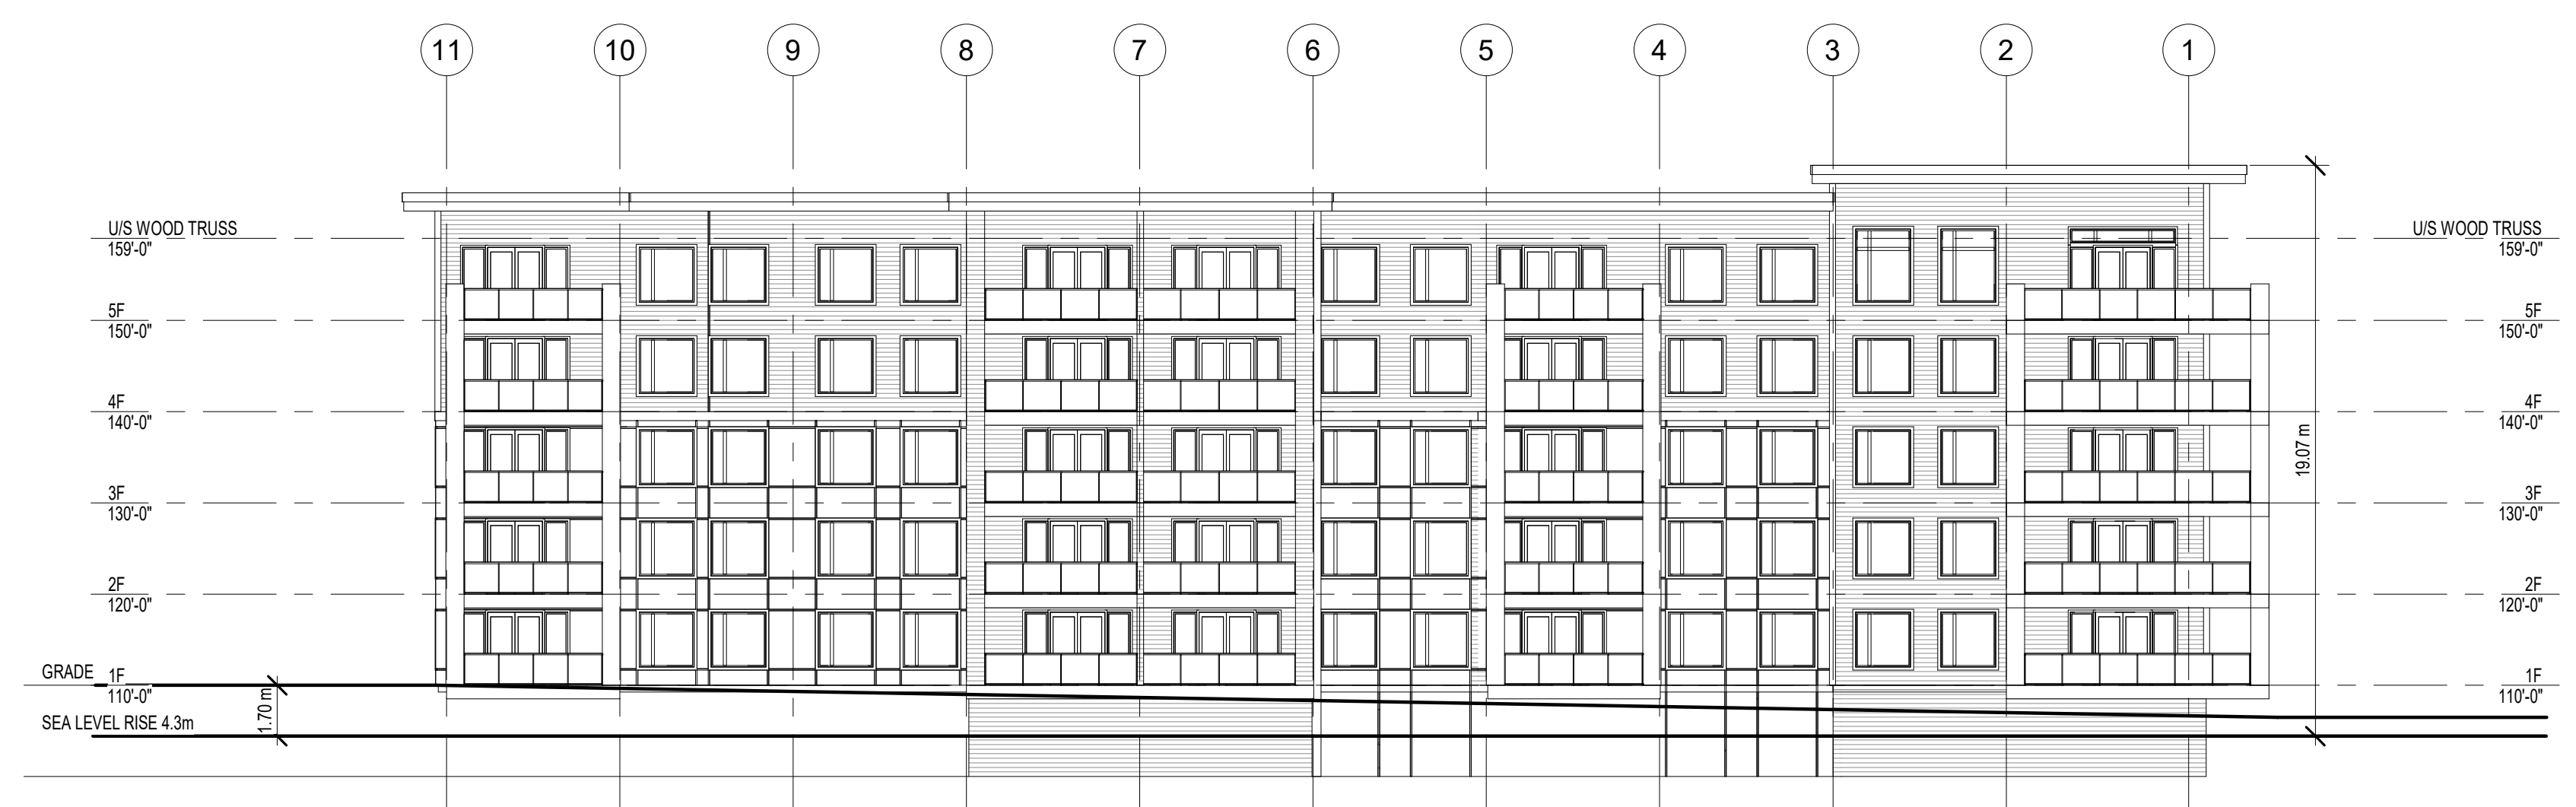 11 10 9 8 7 6 5 4 3 2 1
U/S WOOD TRUSS
159'-0"
5F
150'-0"
4F
140'-0"
3F
130'-0"
2F
120'-0"
GRADE 1F
110'-0"
1.70 m
SEA LEVEL RISE 4.3m
U/S WOOD TRUSS
159'-0"
5F
150'-0"
4F
140'-0"
19.07 m
3F
130'-0"
2F
120'-0"
1F
110'-0"